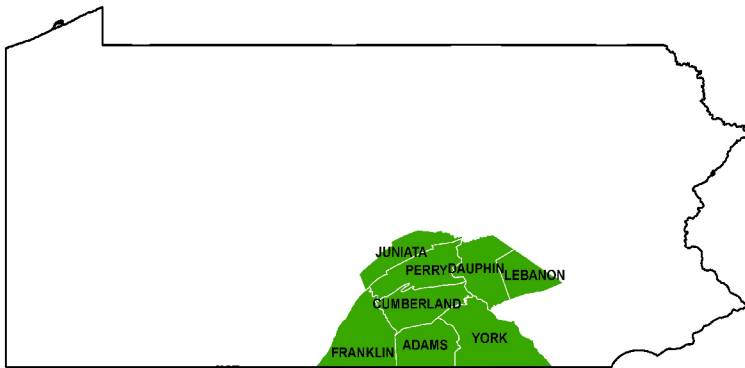 JUNIATA
PERRY
DAUPHIN
LEBANON
CUMBERLAND
FRANKLIN
ADAMS
YORK